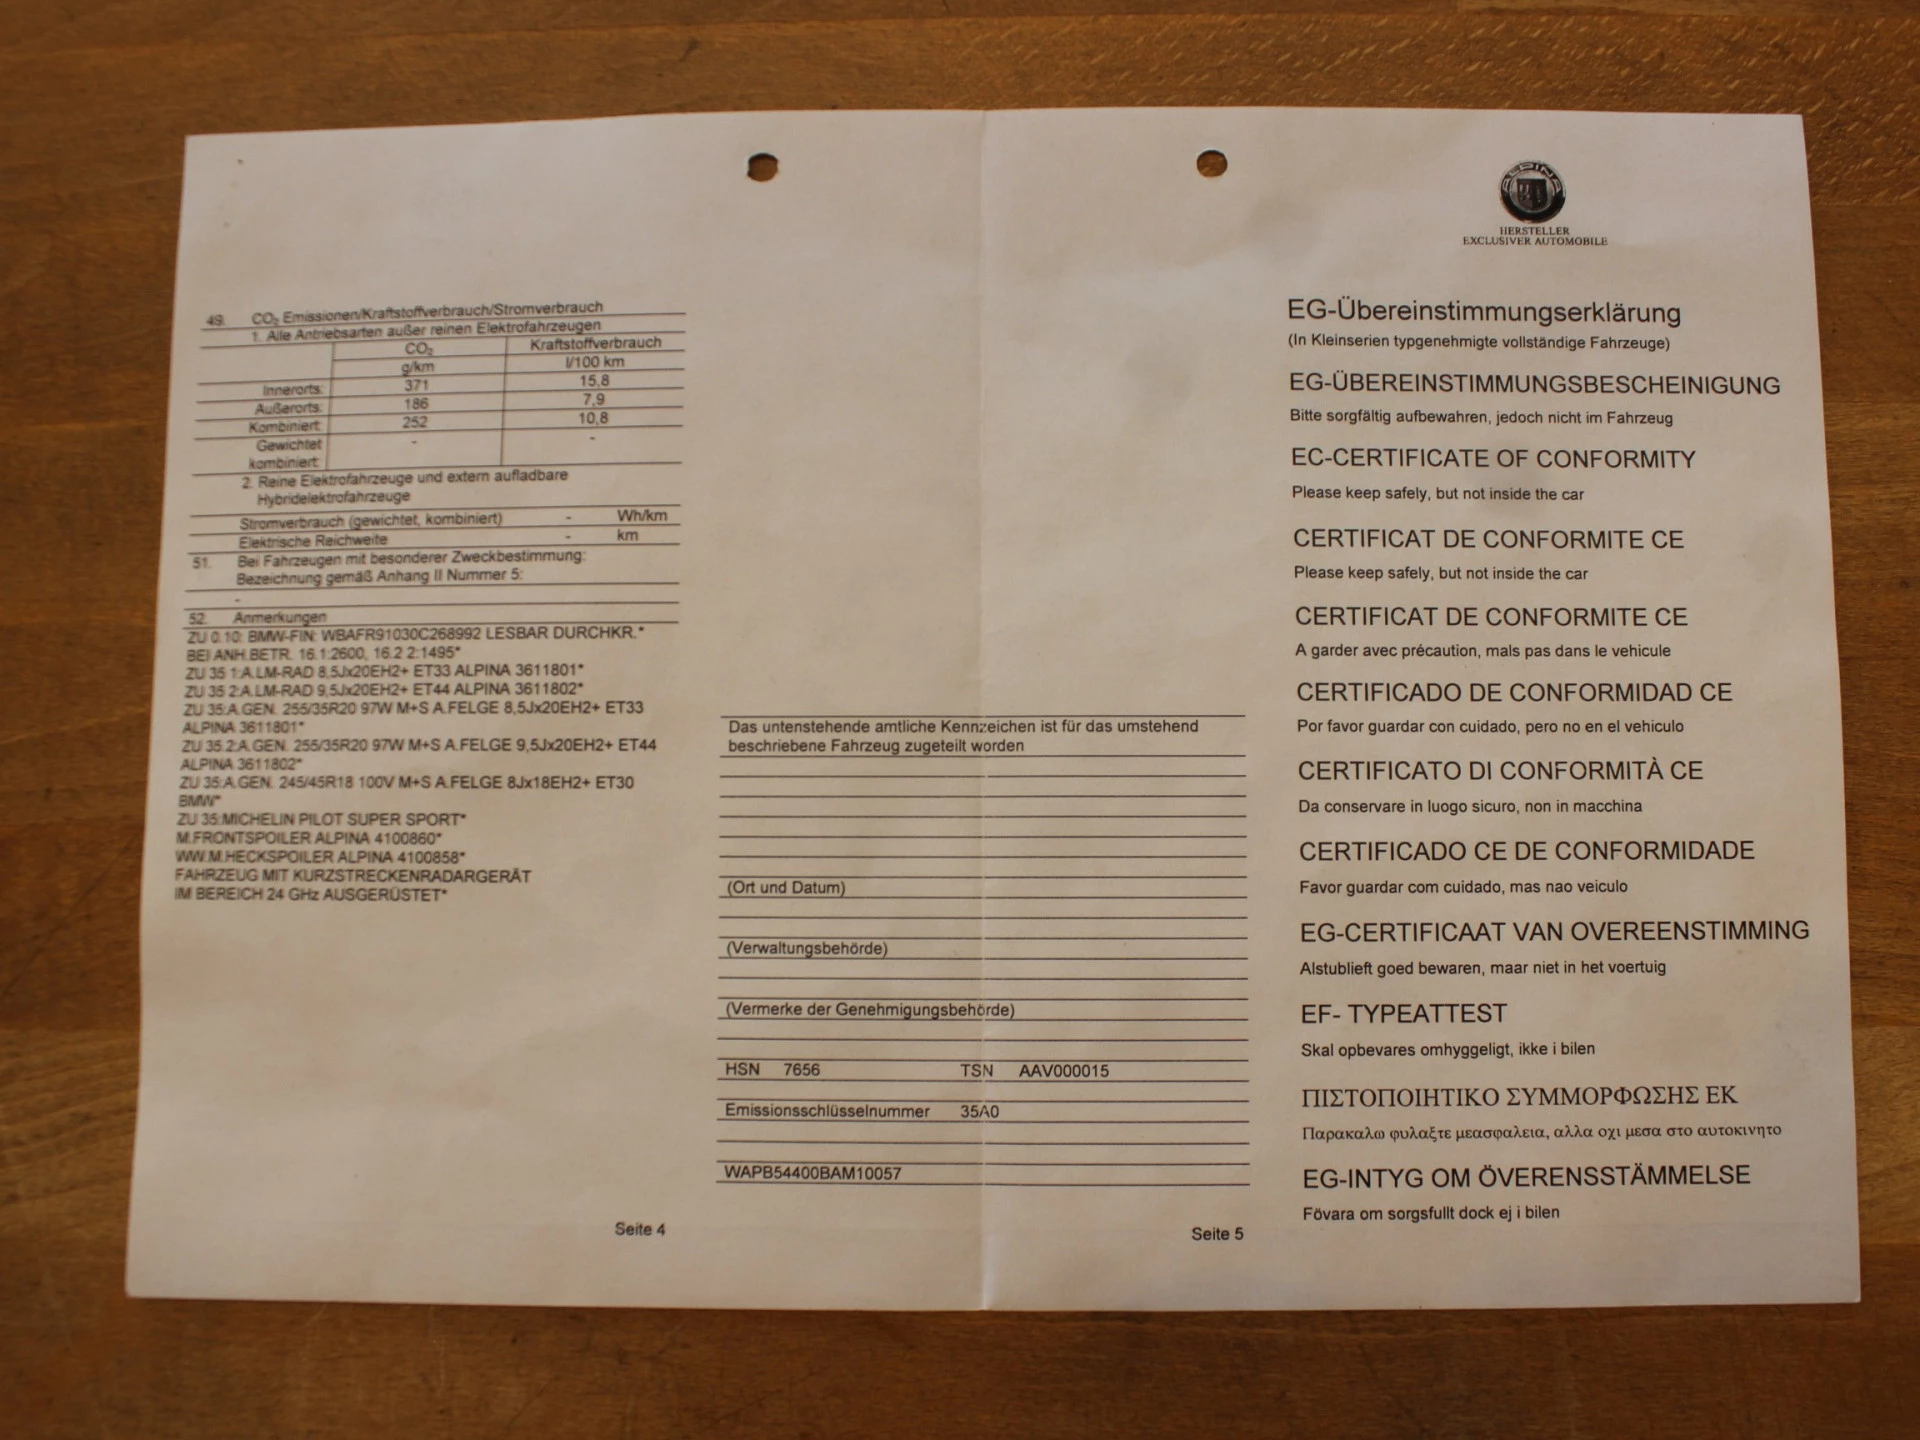 49. CO₂ Emissionen/Kraftstoffverbrauch/Stromverbrauch
1. Alle Antriebsarten außer reinen Elektrofahrzeugen
CO₂ Kraftstoffverbrauch
g/km l/100 km
Innerorts: 371 15,8
Außerorts: 186 7,9
Kombiniert: 252 10,8
Gewichtet - -
kombiniert:
2. Reine Elektrofahrzeuge und extern aufladbare
Hybridelektrofahrzeuge
Stromverbrauch (gewichtet, kombiniert) - Wh/km
Elektrische Reichweite - km
51. Bei Fahrzeugen mit besonderer Zweckbestimmung:
Bezeichnung gemäß Anhang II Nummer 5:
-
52. Anmerkungen
ZU 0.10: BMW-FIN: WBAFR91030C268992 LESBAR DURCHKR.*
BEI ANH.BETR. 16.1:2600, 16.2 2:1495*
ZU 35 1:A.LM-RAD 8,5Jx20EH2+ ET33 ALPINA 3611801*
ZU 35 2:A.LM-RAD 9,5Jx20EH2+ ET44 ALPINA 3611802*
ZU 35:A.GEN. 255/35R20 97W M+S A.FELGE 8,5Jx20EH2+ ET33
ALPINA 3611801*
ZU 35.2:A.GEN. 255/35R20 97W M+S A.FELGE 9,5Jx20EH2+ ET44
ALPINA 3611802*
ZU 35:A.GEN. 245/45R18 100V M+S A.FELGE 8Jx18EH2+ ET30
BMW*
ZU 35:MICHELIN PILOT SUPER SPORT*
M.FRONTSPOILER ALPINA 4100860*
WW.M.HECKSPOILER ALPINA 4100858*
FAHRZEUG MIT KURZSTRECKENRADARGERÄT
IM BEREICH 24 GHz AUSGERÜSTET*
Seite 4
Das untenstehende amtliche Kennzeichen ist für das umstehend
beschriebene Fahrzeug zugeteilt worden
(Ort und Datum)
(Verwaltungsbehörde)
(Vermerke der Genehmigungsbehörde)
HSN 7656 TSN AAV000015
Emissionsschlüsselnummer 35A0
WAPB54400BAM10057
Seite 5
ALPINA
HERSTELLER
EXCLUSIVER AUTOMOBILE
EG-Übereinstimmungserklärung
(In Kleinserien typgenehmigte vollständige Fahrzeuge)
EG-ÜBEREINSTIMMUNGSBESCHEINIGUNG
Bitte sorgfältig aufbewahren, jedoch nicht im Fahrzeug
EC-CERTIFICATE OF CONFORMITY
Please keep safely, but not inside the car
CERTIFICAT DE CONFORMITE CE
Please keep safely, but not inside the car
CERTIFICAT DE CONFORMITE CE
A garder avec précaution, mals pas dans le vehicule
CERTIFICADO DE CONFORMIDAD CE
Por favor guardar con cuidado, pero no en el vehiculo
CERTIFICATO DI CONFORMITÀ CE
Da conservare in luogo sicuro, non in macchina
CERTIFICADO CE DE CONFORMIDADE
Favor guardar com cuidado, mas nao veiculo
EG-CERTIFICAAT VAN OVEREENSTIMMING
Alstublieft goed bewaren, maar niet in het voertuig
EF- TYPEATTEST
Skal opbevares omhyggeligt, ikke i bilen
ΠΙΣΤΟΠΟΙΗΤΙΚΟ ΣΥΜΜΟΡΦΩΣΗΣ ΕΚ
Παρακαλω φυλαξτε μεασφαλεια, αλλα οχι μεσα στο αυτοκινητο
EG-INTYG OM ÖVERENSSTÄMMELSE
Fövara om sorgsfullt dock ej i bilen